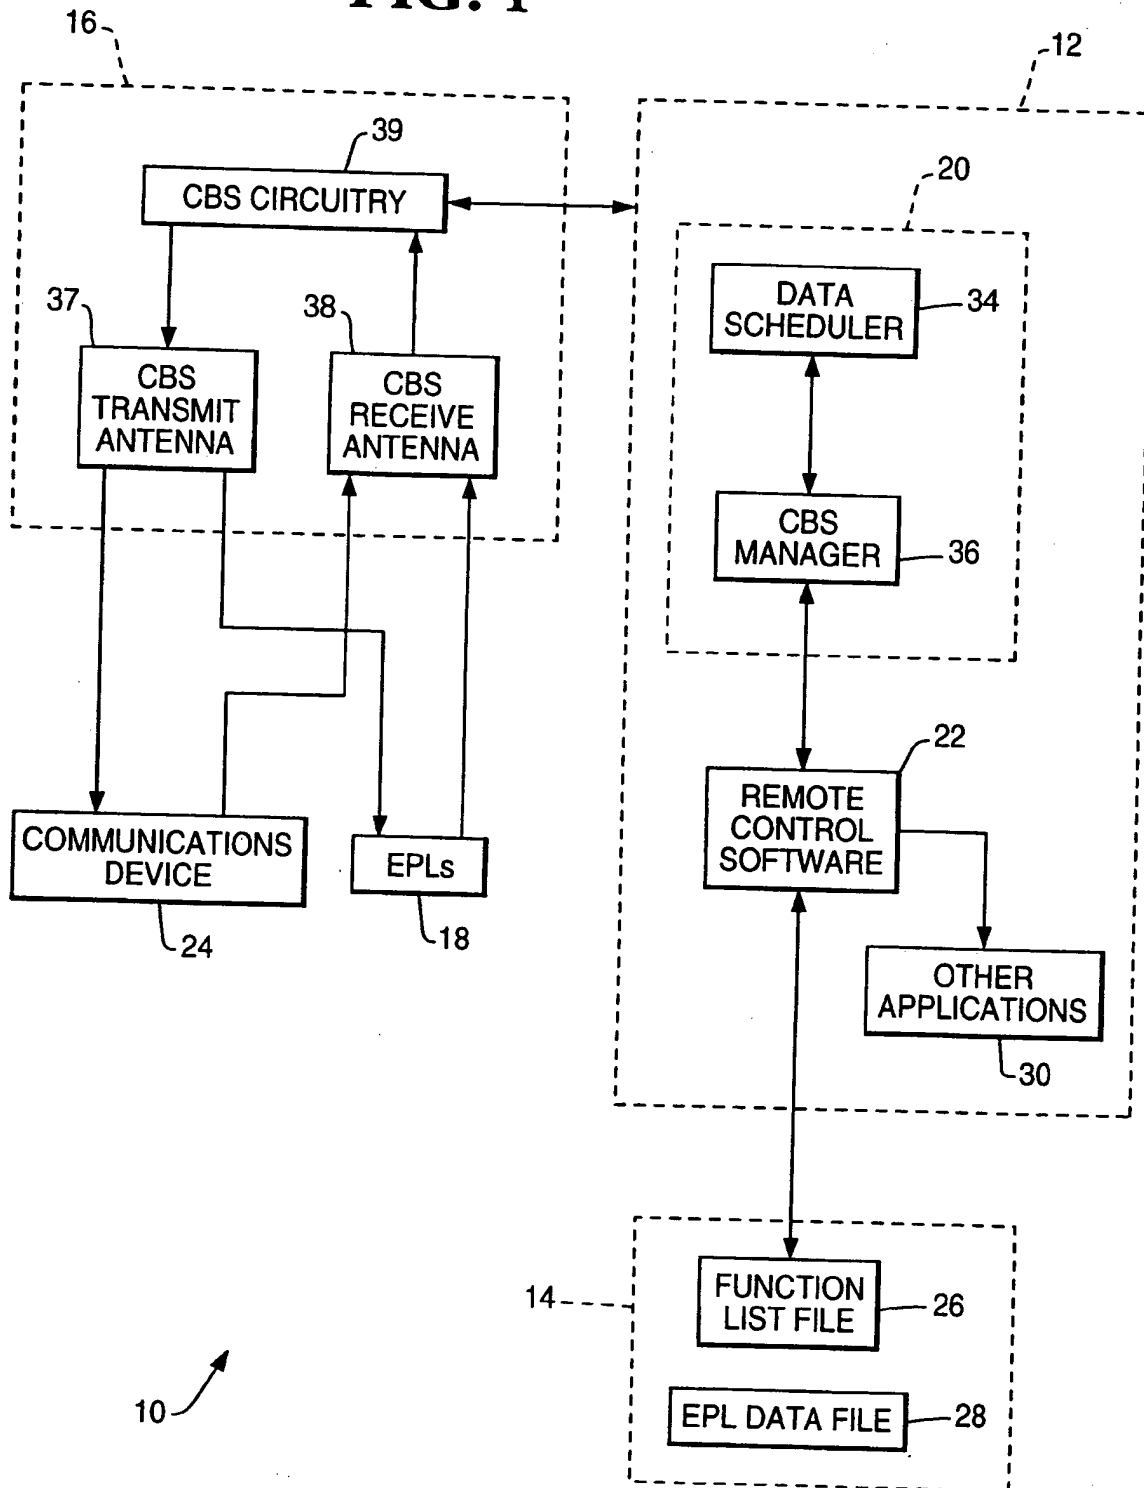 FIG. 1
16
12
39
CBS CIRCUITRY
20
37
38
DATA
SCHEDULER
34
CBS
TRANSMIT
ANTENNA
CBS
RECEIVE
ANTENNA
CBS
MANAGER
36
22
REMOTE
CONTROL
SOFTWARE
COMMUNICATIONS
DEVICE
EPLs
24
18
OTHER
APPLICATIONS
30
14
FUNCTION
LIST FILE
26
10
EPL DATA FILE
28